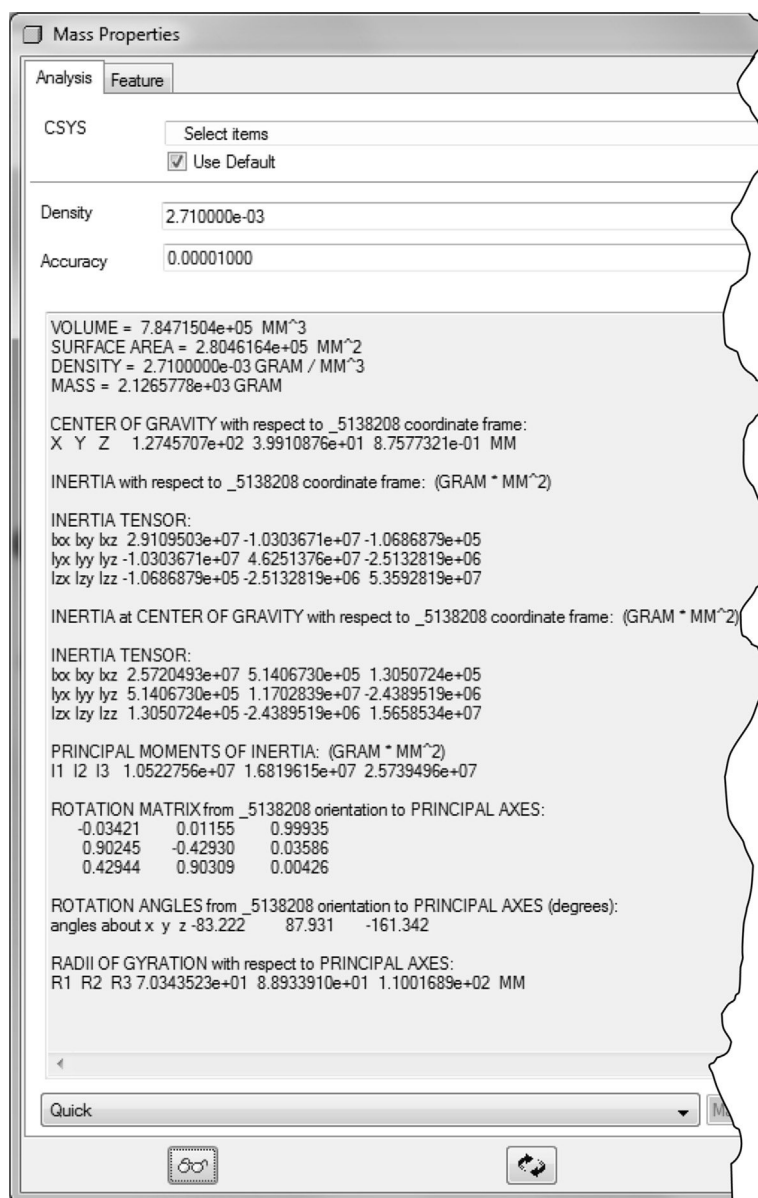 Mass Properties
Analysis Feature
CSYS Select items
Use Default
Density 2.710000e-03
Accuracy 0.00001000
VOLUME = 7.8471504e+05 MM^3
SURFACE AREA = 2.8046164e+05 MM^2
DENSITY = 2.7100000e-03 GRAM / MM^3
MASS = 2.1265778e+03 GRAM
CENTER OF GRAVITY with respect to _5138208 coordinate frame:
X Y Z 1.2745707e+02 3.9910876e+01 8.7577321e-01 MM
INERTIA with respect to _5138208 coordinate frame: (GRAM * MM^2)
INERTIA TENSOR:
Ixx Ixy Ixz 2.9109503e+07 -1.0303671e+07 -1.0686879e+05
Iyx Iyy Iyz -1.0303671e+07 4.6251376e+07 -2.5132819e+06
Izx Izy Izz -1.0686879e+05 -2.5132819e+06 5.3592819e+07
INERTIA at CENTER OF GRAVITY with respect to _5138208 coordinate frame: (GRAM * MM^2)
INERTIA TENSOR:
Ixx Ixy Ixz 2.5720493e+07 5.1406730e+05 1.3050724e+05
Iyx Iyy Iyz 5.1406730e+05 1.1702839e+07 -2.4389519e+06
Izx Izy Izz 1.3050724e+05 -2.4389519e+06 1.5658534e+07
PRINCIPAL MOMENTS OF INERTIA: (GRAM * MM^2)
I1 I2 I3 1.0522756e+07 1.6819615e+07 2.5739496e+07
ROTATION MATRIX from _5138208 orientation to PRINCIPAL AXES:
-0.03421 0.01155 0.99935
0.90245 -0.42930 0.03586
0.42944 0.90309 0.00426
ROTATION ANGLES from _5138208 orientation to PRINCIPAL AXES (degrees):
angles about x y z -83.222 87.931 -161.342
RADII OF GYRATION with respect to PRINCIPAL AXES:
R1 R2 R3 7.0343523e+01 8.8933910e+01 1.1001689e+02 MM
Quick